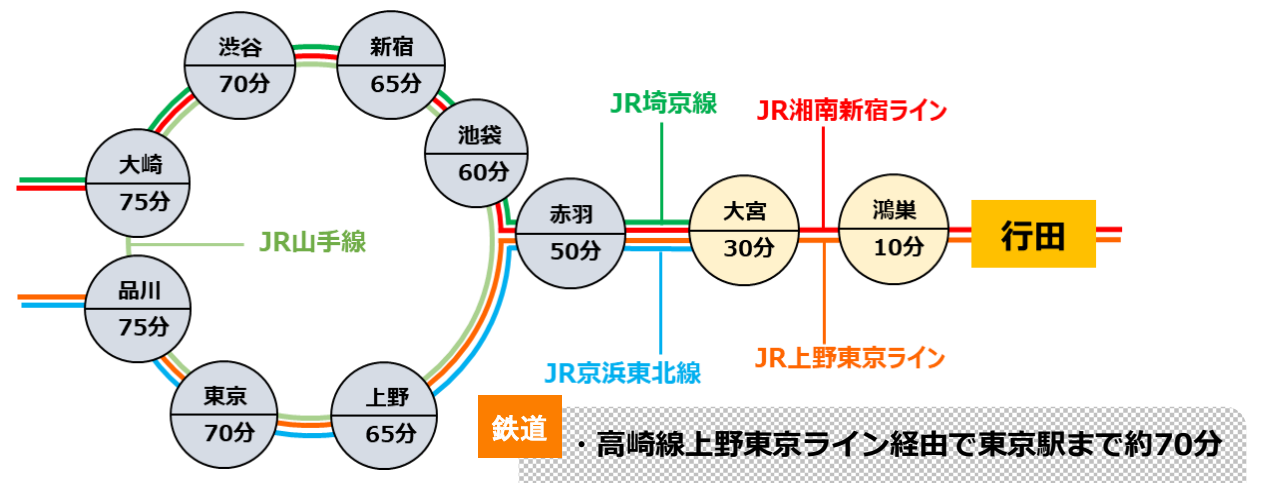 渋谷
70分
新宿
65分
池袋
60分
大崎
75分
JR山手線
品川
75分
東京
70分
上野
65分
JR埼京線
JR湘南新宿ライン
赤羽
50分
大宮
30分
鴻巣
10分
行田
JR京浜東北線
JR上野東京ライン
鉄道
・高崎線上野東京ライン経由で東京駅まで約70分